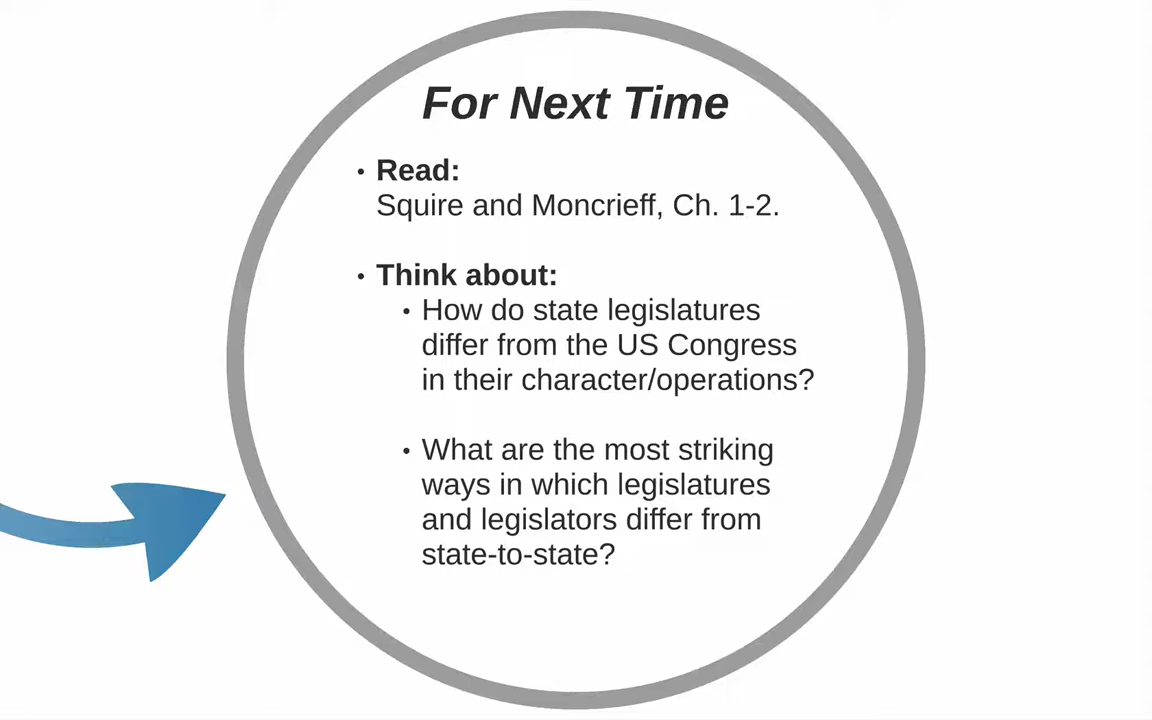 For Next Time
• Read:
Squire and Moncrieff, Ch. 1-2.
• Think about:
• How do state legislatures
differ from the US Congress
in their character/operations?
• What are the most striking
ways in which legislatures
and legislators differ from
state-to-state?